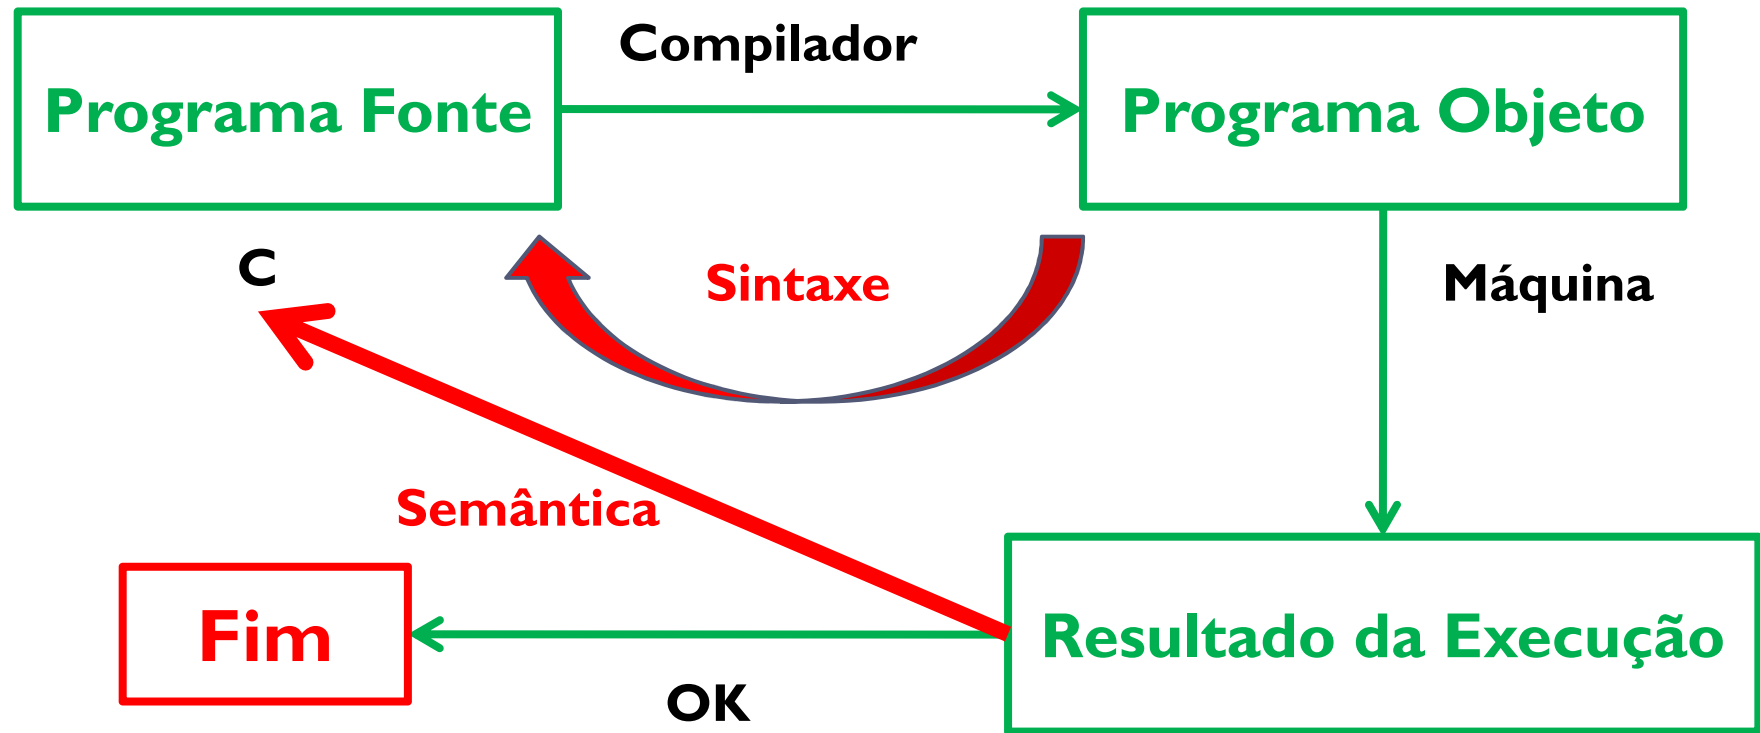 Compilador
Programa Fonte
Programa Objeto
C
Sintaxe
Máquina
Semântica
Fim
Resultado da Execução
OK